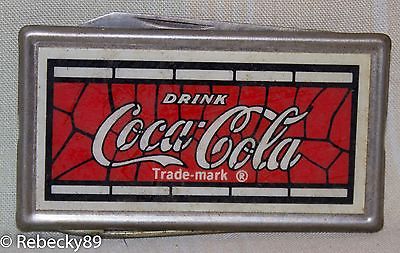 DRINK
Coca-Cola
Trade-mark ®
© Rebecky89